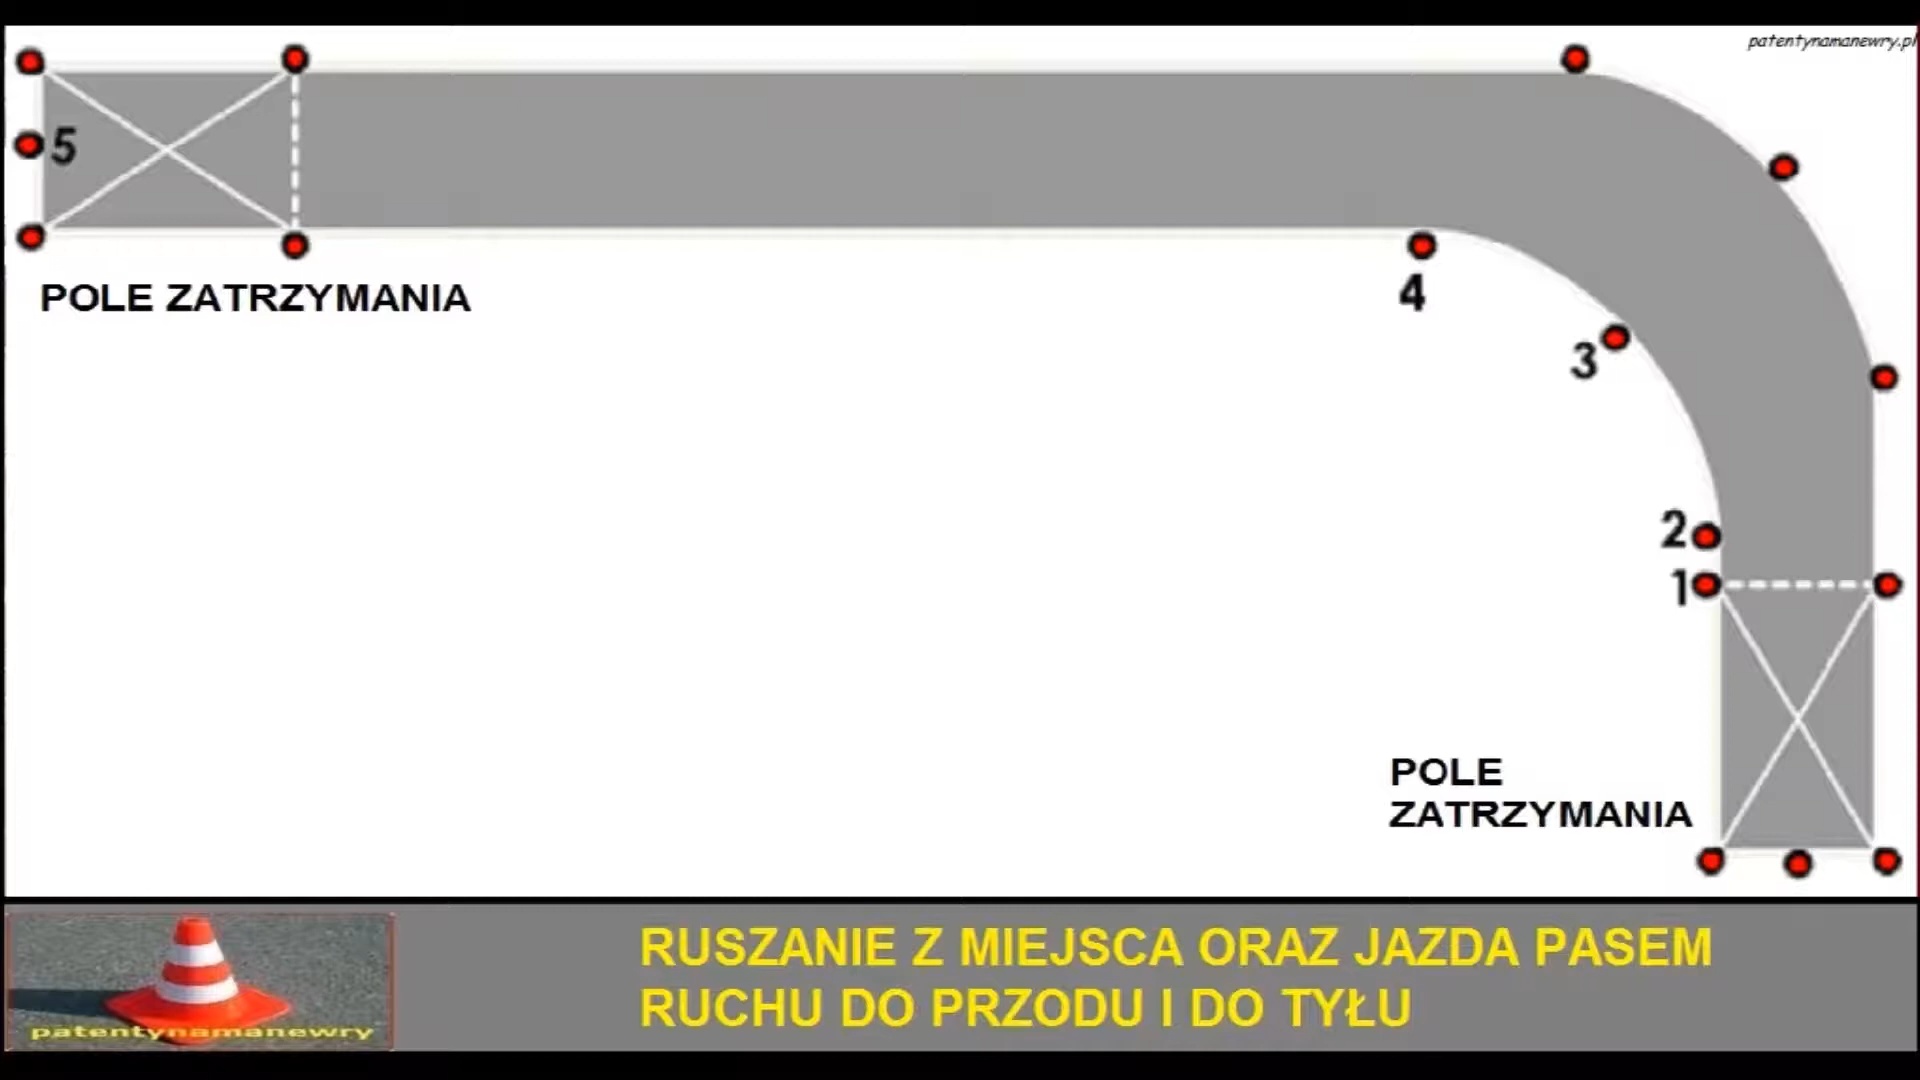 patentynamanewry.pl
5
POLE ZATRZYMANIA
4
3
2
1
POLE
ZATRZYMANIA
RUSZANIE Z MIEJSCA ORAZ JAZDA PASEM
RUCHU DO PRZODU I DO TYŁU
patentynamanewry